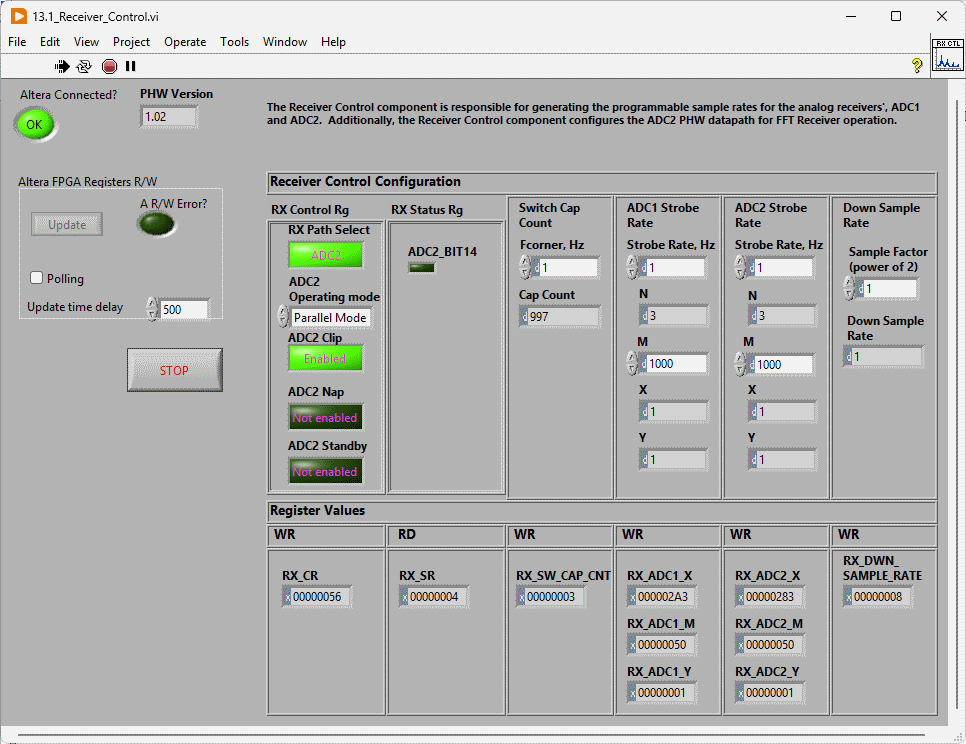 13.1_Receiver_Control.vi
File Edit View Project Operate Tools Window Help
RX CTL
Altera Connected?
OK
PHW Version
1.02
The Receiver Control component is responsible for generating the programmable sample rates for the analog receivers', ADC1
and ADC2. Additionally, the Receiver Control component configures the ADC2 PHW datapath for FFT Receiver operation.
Altera FPGA Registers R/W
Update
A R/W Error?
Polling
Update time delay
500
STOP
Receiver Control Configuration
RX Control Rg
RX Path Select
ADC2
ADC2
Operating mode
Parallel Mode
ADC2 Clip
Enabled
ADC2 Nap
Not enabled
ADC2 Standby
Not enabled
RX Status Rg
ADC2_BIT14
Switch Cap
Count
Fcorner, Hz
d 1
Cap Count
d 997
ADC1 Strobe
Rate
Strobe Rate, Hz
d 1
N
d 3
M
d 1000
X
d 1
Y
d 1
ADC2 Strobe
Rate
Strobe Rate, Hz
d 1
N
d 3
M
d 1000
X
d 1
Y
d 1
Down Sample
Rate
Sample Factor
(power of 2)
d 1
Down Sample
Rate
d 1
Register Values
WR
RD
WR
WR
WR
WR
RX_CR
x 00000056
RX_SR
x 00000004
RX_SW_CAP_CNT
x 00000003
RX_ADC1_X
x 000002A3
RX_ADC1_M
x 00000050
RX_ADC1_Y
x 00000001
RX_ADC2_X
x 00000283
RX_ADC2_M
x 00000050
RX_ADC2_Y
x 00000001
RX_DWN_
SAMPLE_RATE
x 00000008